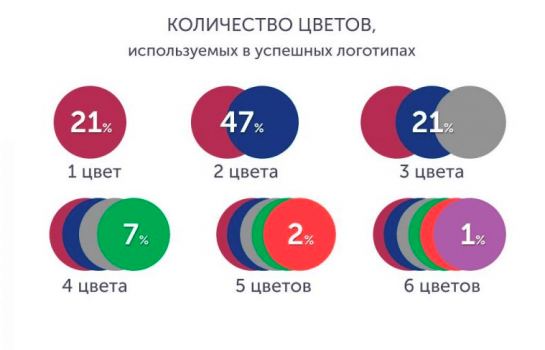 КОЛИЧЕСТВО ЦВЕТОВ,
используемых в успешных логотипах
21%
47%
21%
1 цвет
2 цвета
3 цвета
7%
2%
1%
4 цвета
5 цветов
6 цветов